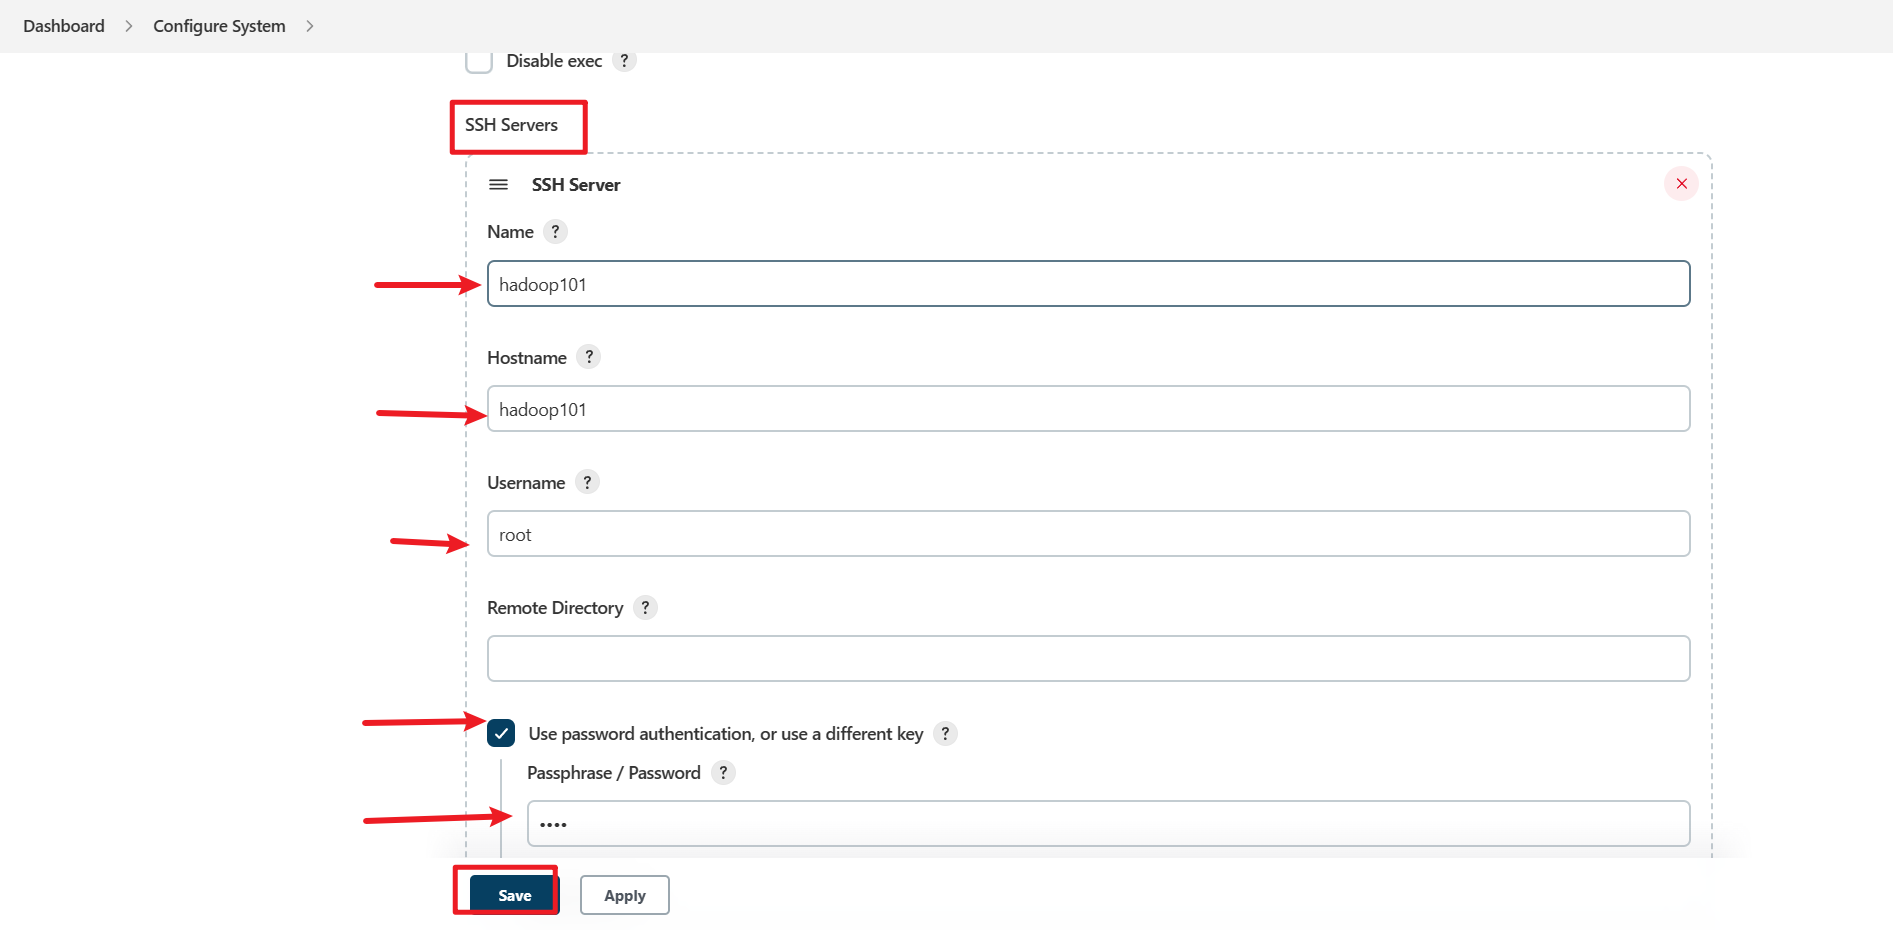 Dashboard > Configure System >
Disable exec ?
SSH Servers
SSH Server
Name ?
hadoop101
Hostname ?
hadoop101
Username ?
root
Remote Directory ?
Use password authentication, or use a different key ?
Passphrase / Password ?
••••
Save Apply